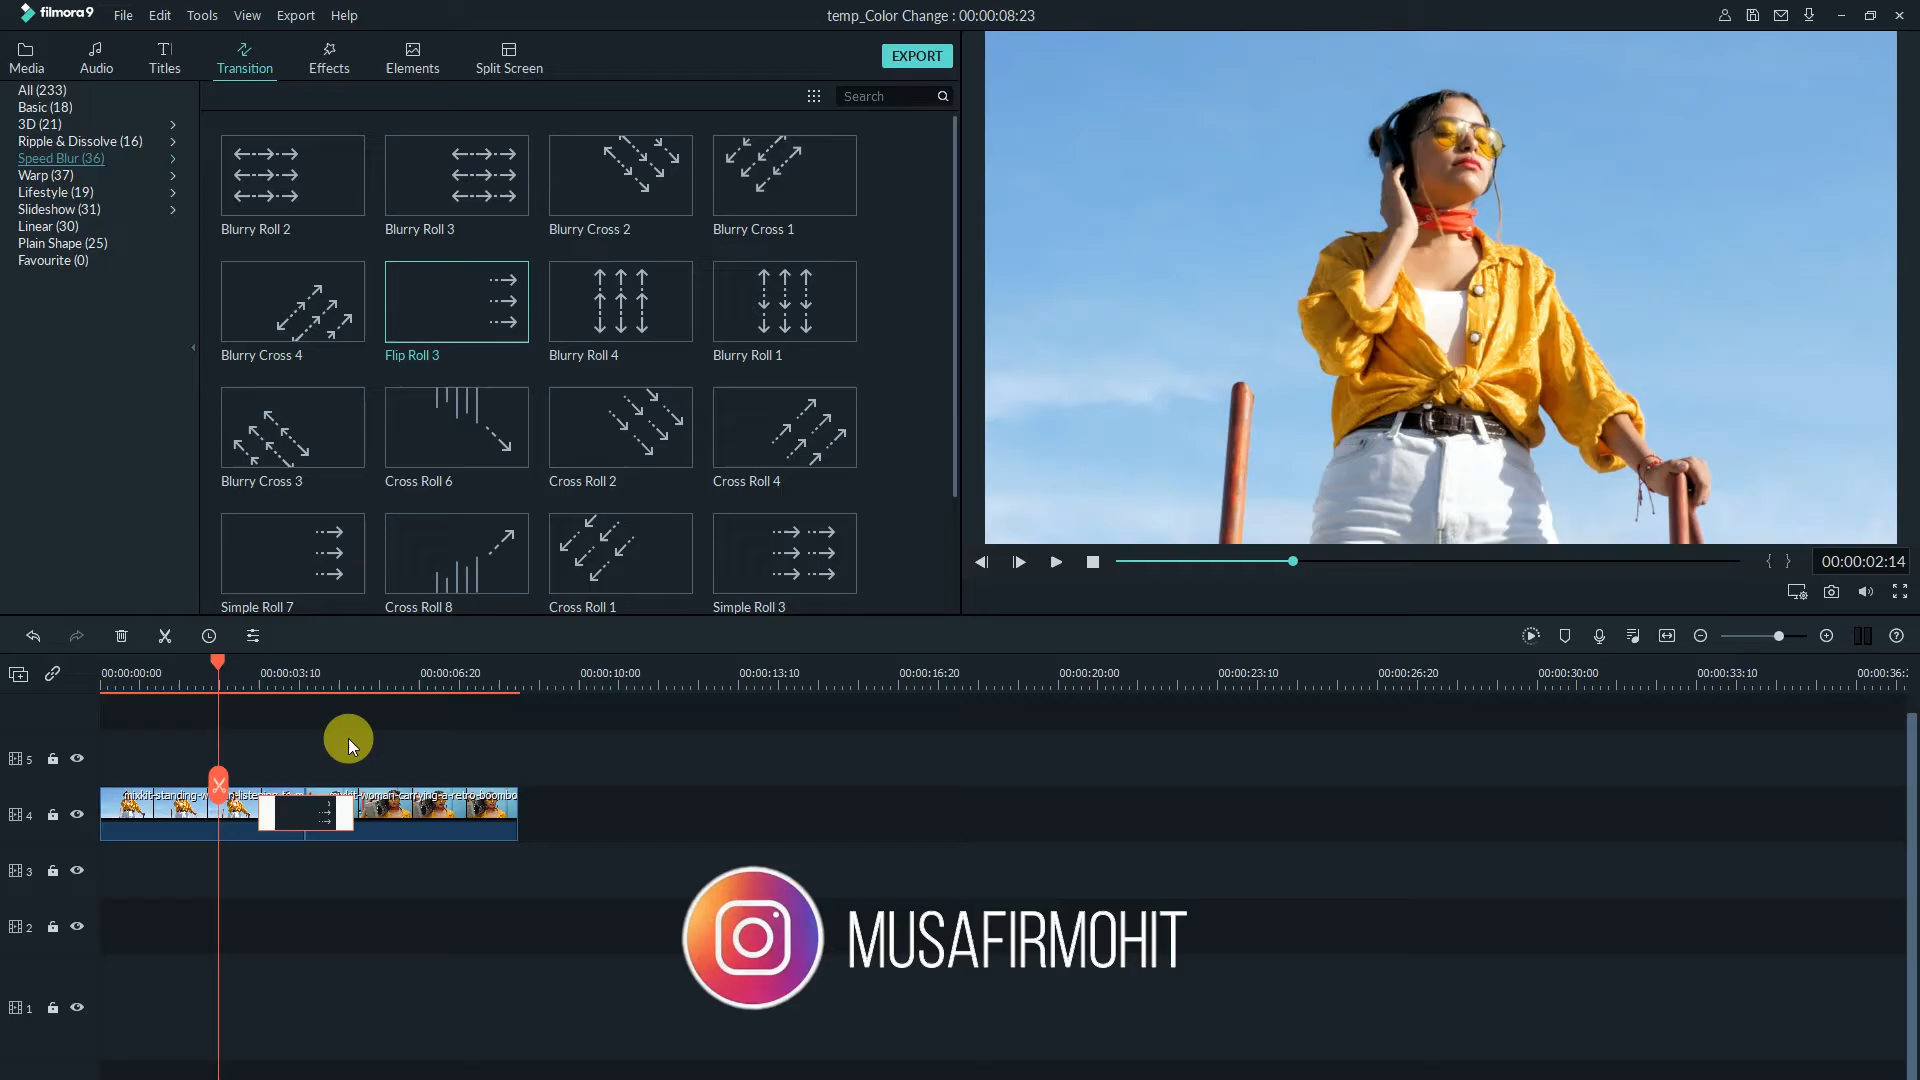 filmora9
File Edit Tools View Export Help
temp_Color Change : 00:00:08:23
Media Audio Titles Transition Effects Elements Split Screen
EXPORT
All (233)
Basic (18)
3D (21)
Ripple & Dissolve (16)
Speed Blur (36)
Warp (37)
Lifestyle (19)
Slideshow (31)
Linear (30)
Plain Shape (25)
Favourite (0)
Search
Blurry Roll 2 Blurry Roll 3 Blurry Cross 2 Blurry Cross 1
Blurry Cross 4 Flip Roll 3 Blurry Roll 4 Blurry Roll 1
Blurry Cross 3 Cross Roll 6 Cross Roll 2 Cross Roll 4
Simple Roll 7 Cross Roll 8 Cross Roll 1 Simple Roll 3
{ } 00:00:02:14
00:00:00:00 00:00:03:10 00:00:06:20 00:00:10:00 00:00:13:10 00:00:16:20 00:00:20:00 00:00:23:10 00:00:26:20 00:00:30:00 00:00:33:10 00:00:36:
5
mixkit-standing-w
-woman-carrying-a-retro-boombo
4
3
2
1
MUSAFIRMOHIT